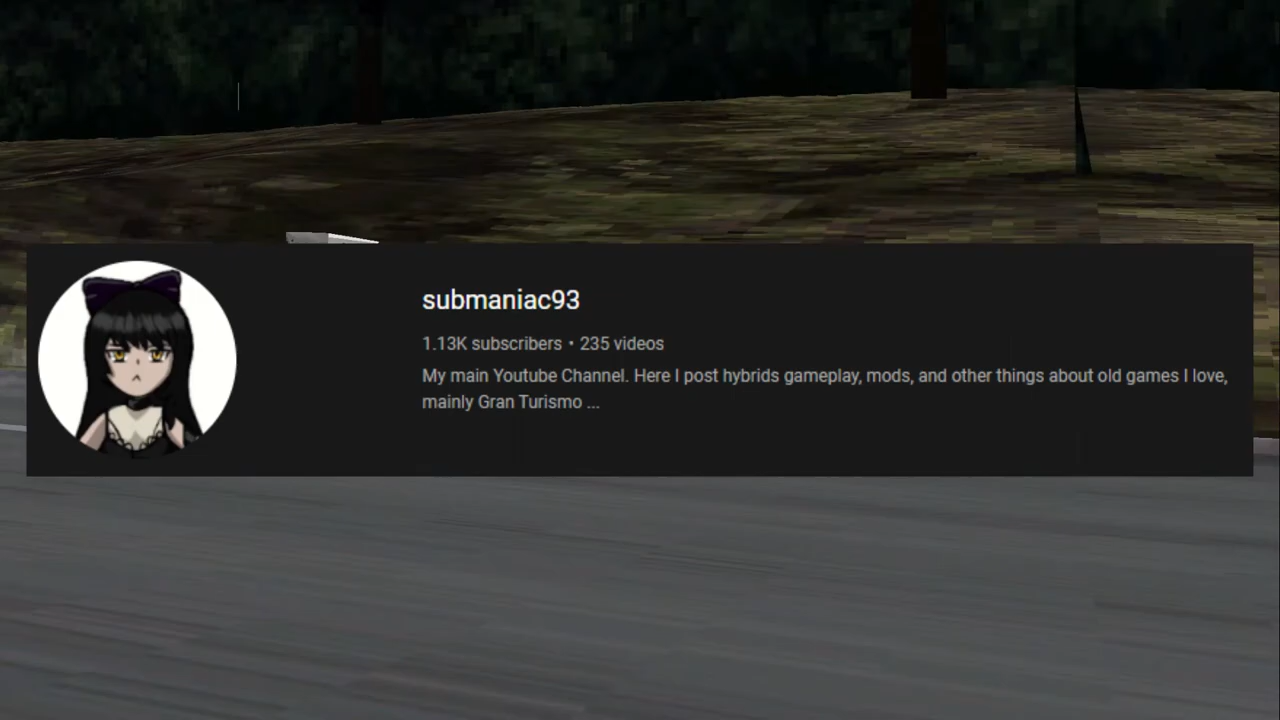 submaniac93
1.13K subscribers • 235 videos
My main Youtube Channel. Here I post hybrids gameplay, mods, and other things about old games I love,
mainly Gran Turismo ...